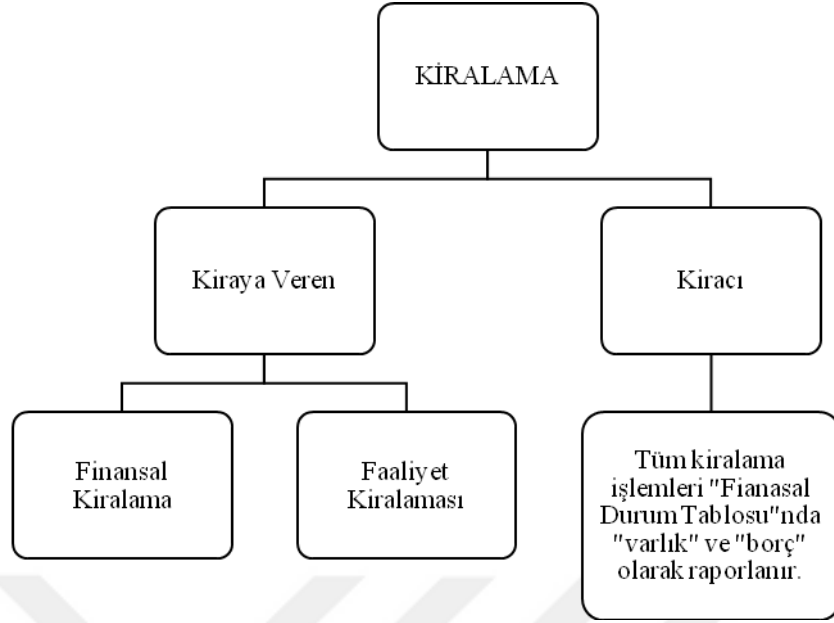 KİRALAMA
Kiraya Veren
Kiracı
Finansal
Kiralama
Faaliyet
Kiralaması
Tüm kiralama
işlemleri "Fianasal
Durum Tablosu"nda
"varlık" ve "borç"
olarak raporlanır.